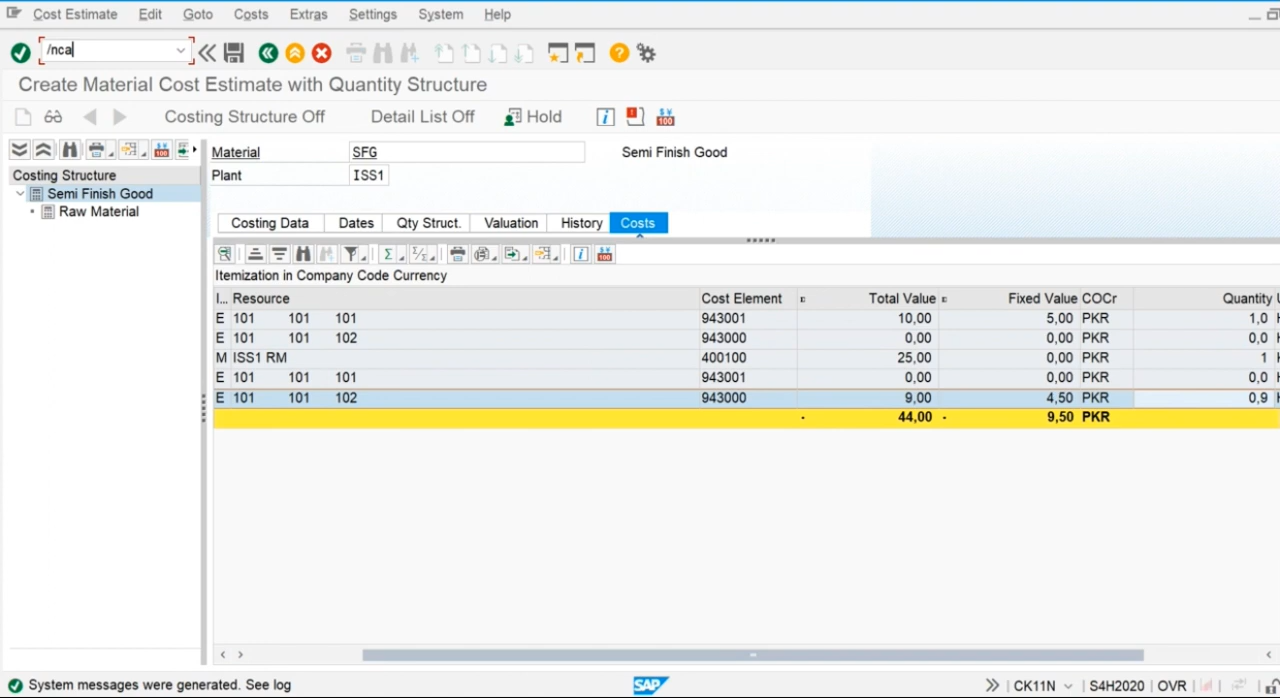 Cost Estimate Edit Goto Costs Extras Settings System Help
/nca
Create Material Cost Estimate with Quantity Structure
Costing Structure Off Detail List Off Hold
Material SFG Semi Finish Good
Plant ISS1
Costing Structure
Semi Finish Good
Raw Material
Costing Data Dates Qty Struct. Valuation History Costs
Itemization in Company Code Currency
I... Resource Cost Element Total Value Fixed Value COCr Quantity
E 101 101 101 943001 10,00 5,00 PKR 1,0
E 101 101 102 943000 0,00 0,00 PKR 0,0
M ISS1 RM 400100 25,00 0,00 PKR 1
E 101 101 101 943001 0,00 0,00 PKR 0,0
E 101 101 102 943000 9,00 4,50 PKR 0,9
44,00 9,50 PKR
System messages were generated. See log SAP CK11N S4H2020 OVR